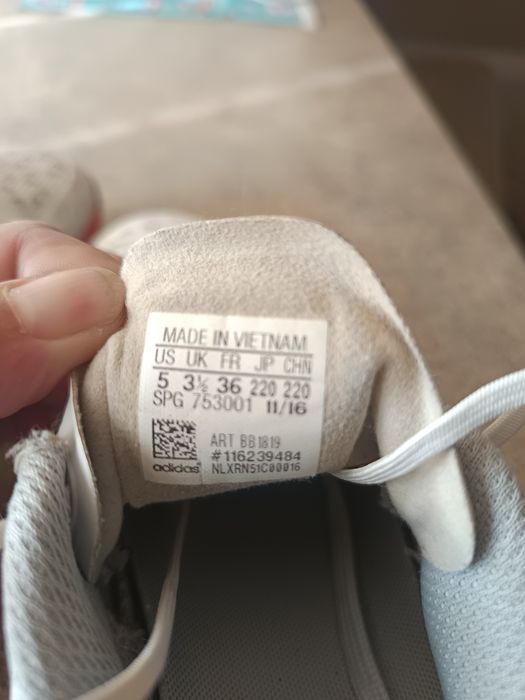 MADE IN VIETNAM
US UK FR JP CHN
5 3½ 36 220 220
SPG 753001 11/16
ART BB1819
#116239484
adidas NLXRN51C00016